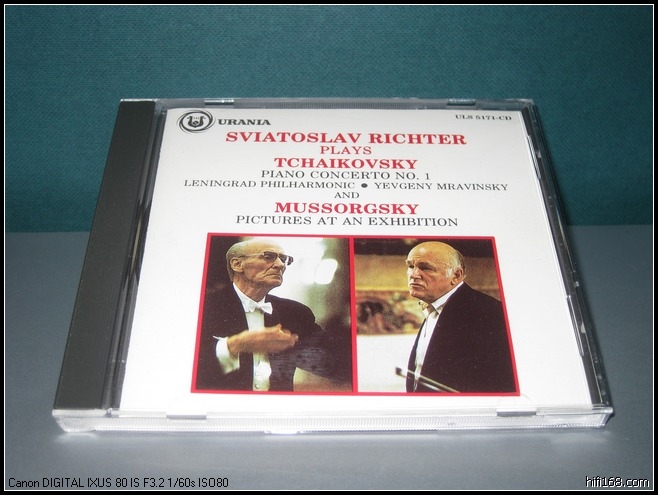 URANIA
ULS 5171-CD
SVIATOSLAV RICHTER
PLAYS
TCHAIKOVSKY
PIANO CONCERTO NO. 1
LENINGRAD PHILHARMONIC ● YEVGENY MRAVINSKY
AND
MUSSORGSKY
PICTURES AT AN EXHIBITION
Canon DIGITAL IXUS 80 IS F3.2 1/60s ISO80
hifi168.com